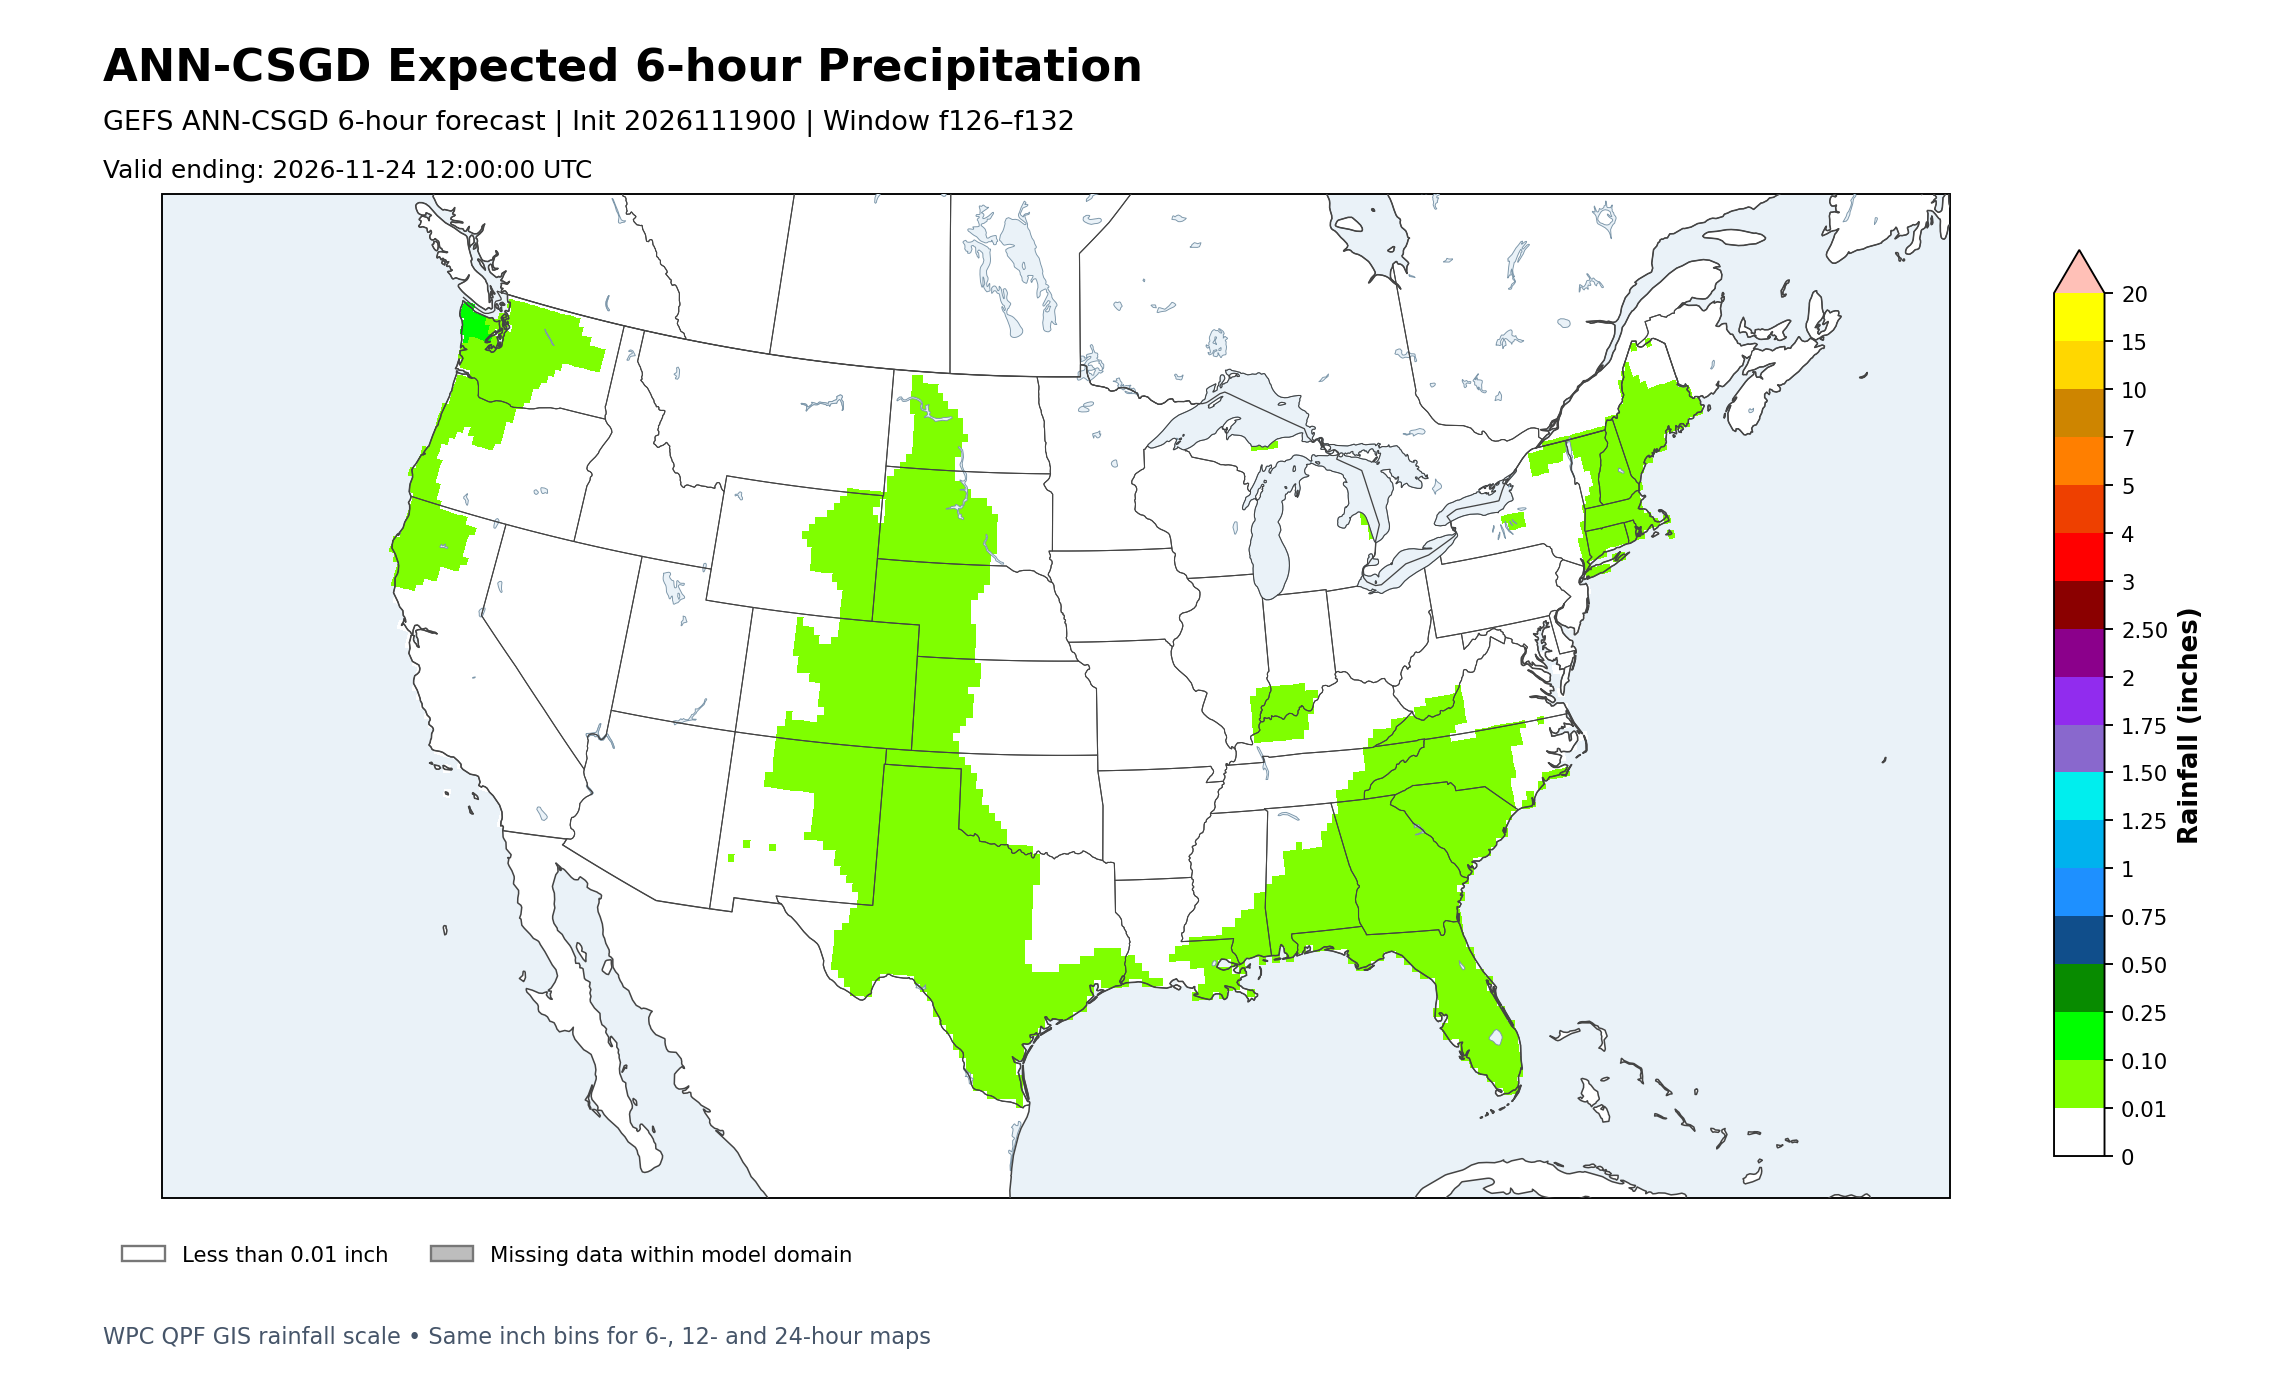 ANN-CSGD Expected 6-hour Precipitation
GEFS ANN-CSGD 6-hour forecast | Init 2026111900 | Window f126–f132
Valid ending: 2026-11-24 12:00:00 UTC
20
15
10
7
5
4
3
2.50
2
1.75
1.50
1.25
1
0.75
0.50
0.25
0.10
0.01
0
Rainfall (inches)
Less than 0.01 inch
Missing data within model domain
WPC QPF GIS rainfall scale • Same inch bins for 6-, 12- and 24-hour maps